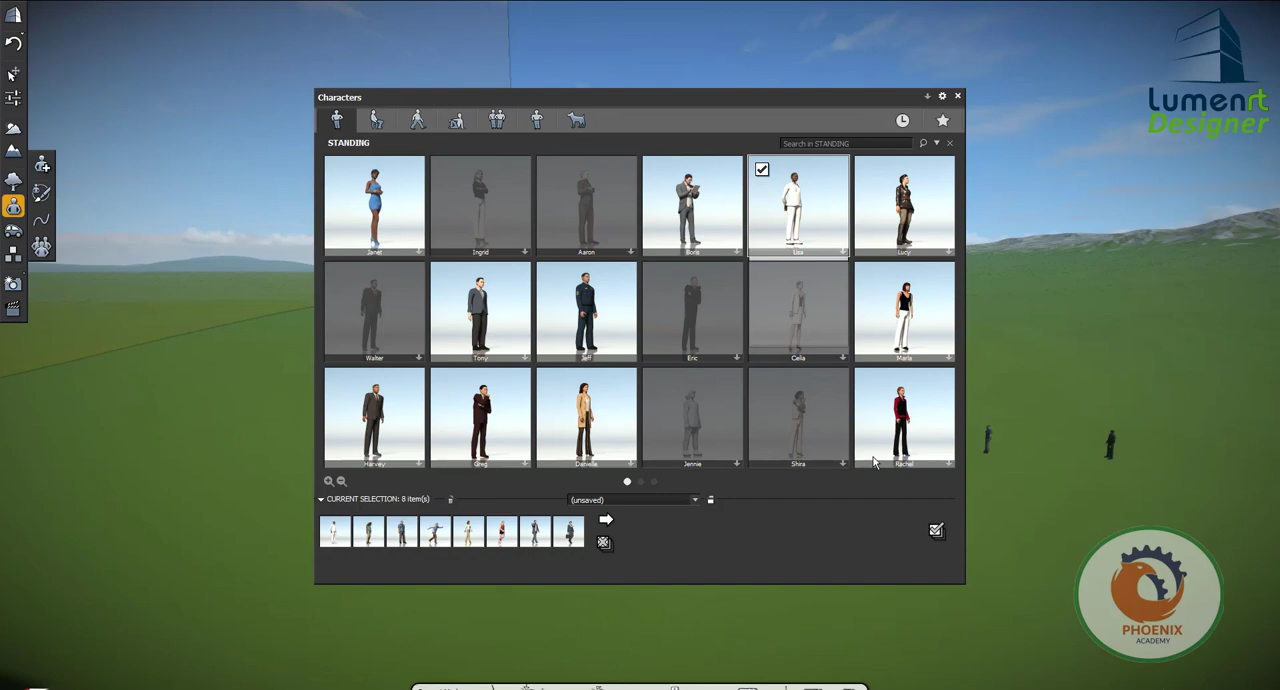 LumenRt
Designer
Characters
STANDING
Search in STANDING
Janet
Ingrid
Aaron
Boris
Lisa
Lucy
Walter
Tony
Jeff
Eric
Celia
Maria
Harvey
Greg
Danielle
Jennie
Shira
Rachel
CURRENT SELECTION: 8 item(s)
(unsaved)
PHOENIX
ACADEMY